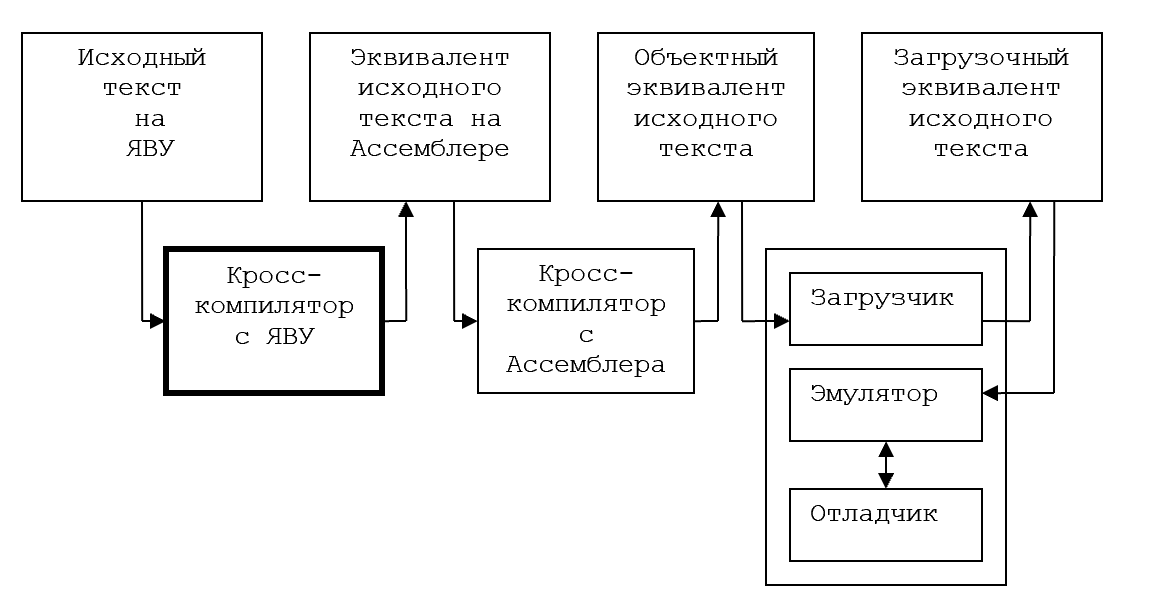 Исходный
текст
на
ЯВУ
Эквивалент
исходного
текста на
Ассемблере
Объектный
эквивалент
исходного
текста
Загрузочный
эквивалент
исходного
текста
Кросс-
компилятор
с ЯВУ
Кросс-
компилятор
с
Ассемблера
Загрузчик
Эмулятор
Отладчик